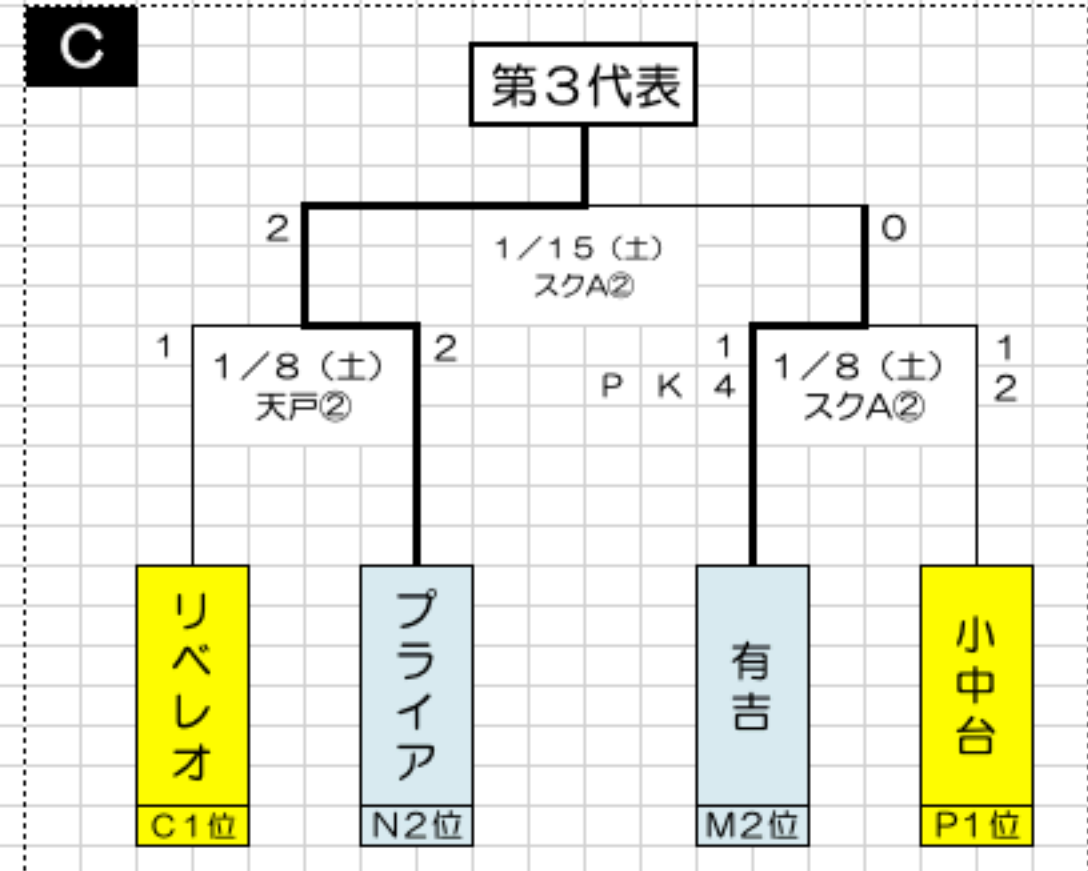 C
第３代表
2
１／１５（土）
スクA②
0
1
１／８（土）
天戸②
2
1
ＰＫ 4
１／８（土）
スクA②
1
2
リベレオ
プライア
有吉
小中台
Ｃ１位
Ｎ２位
Ｍ２位
Ｐ１位